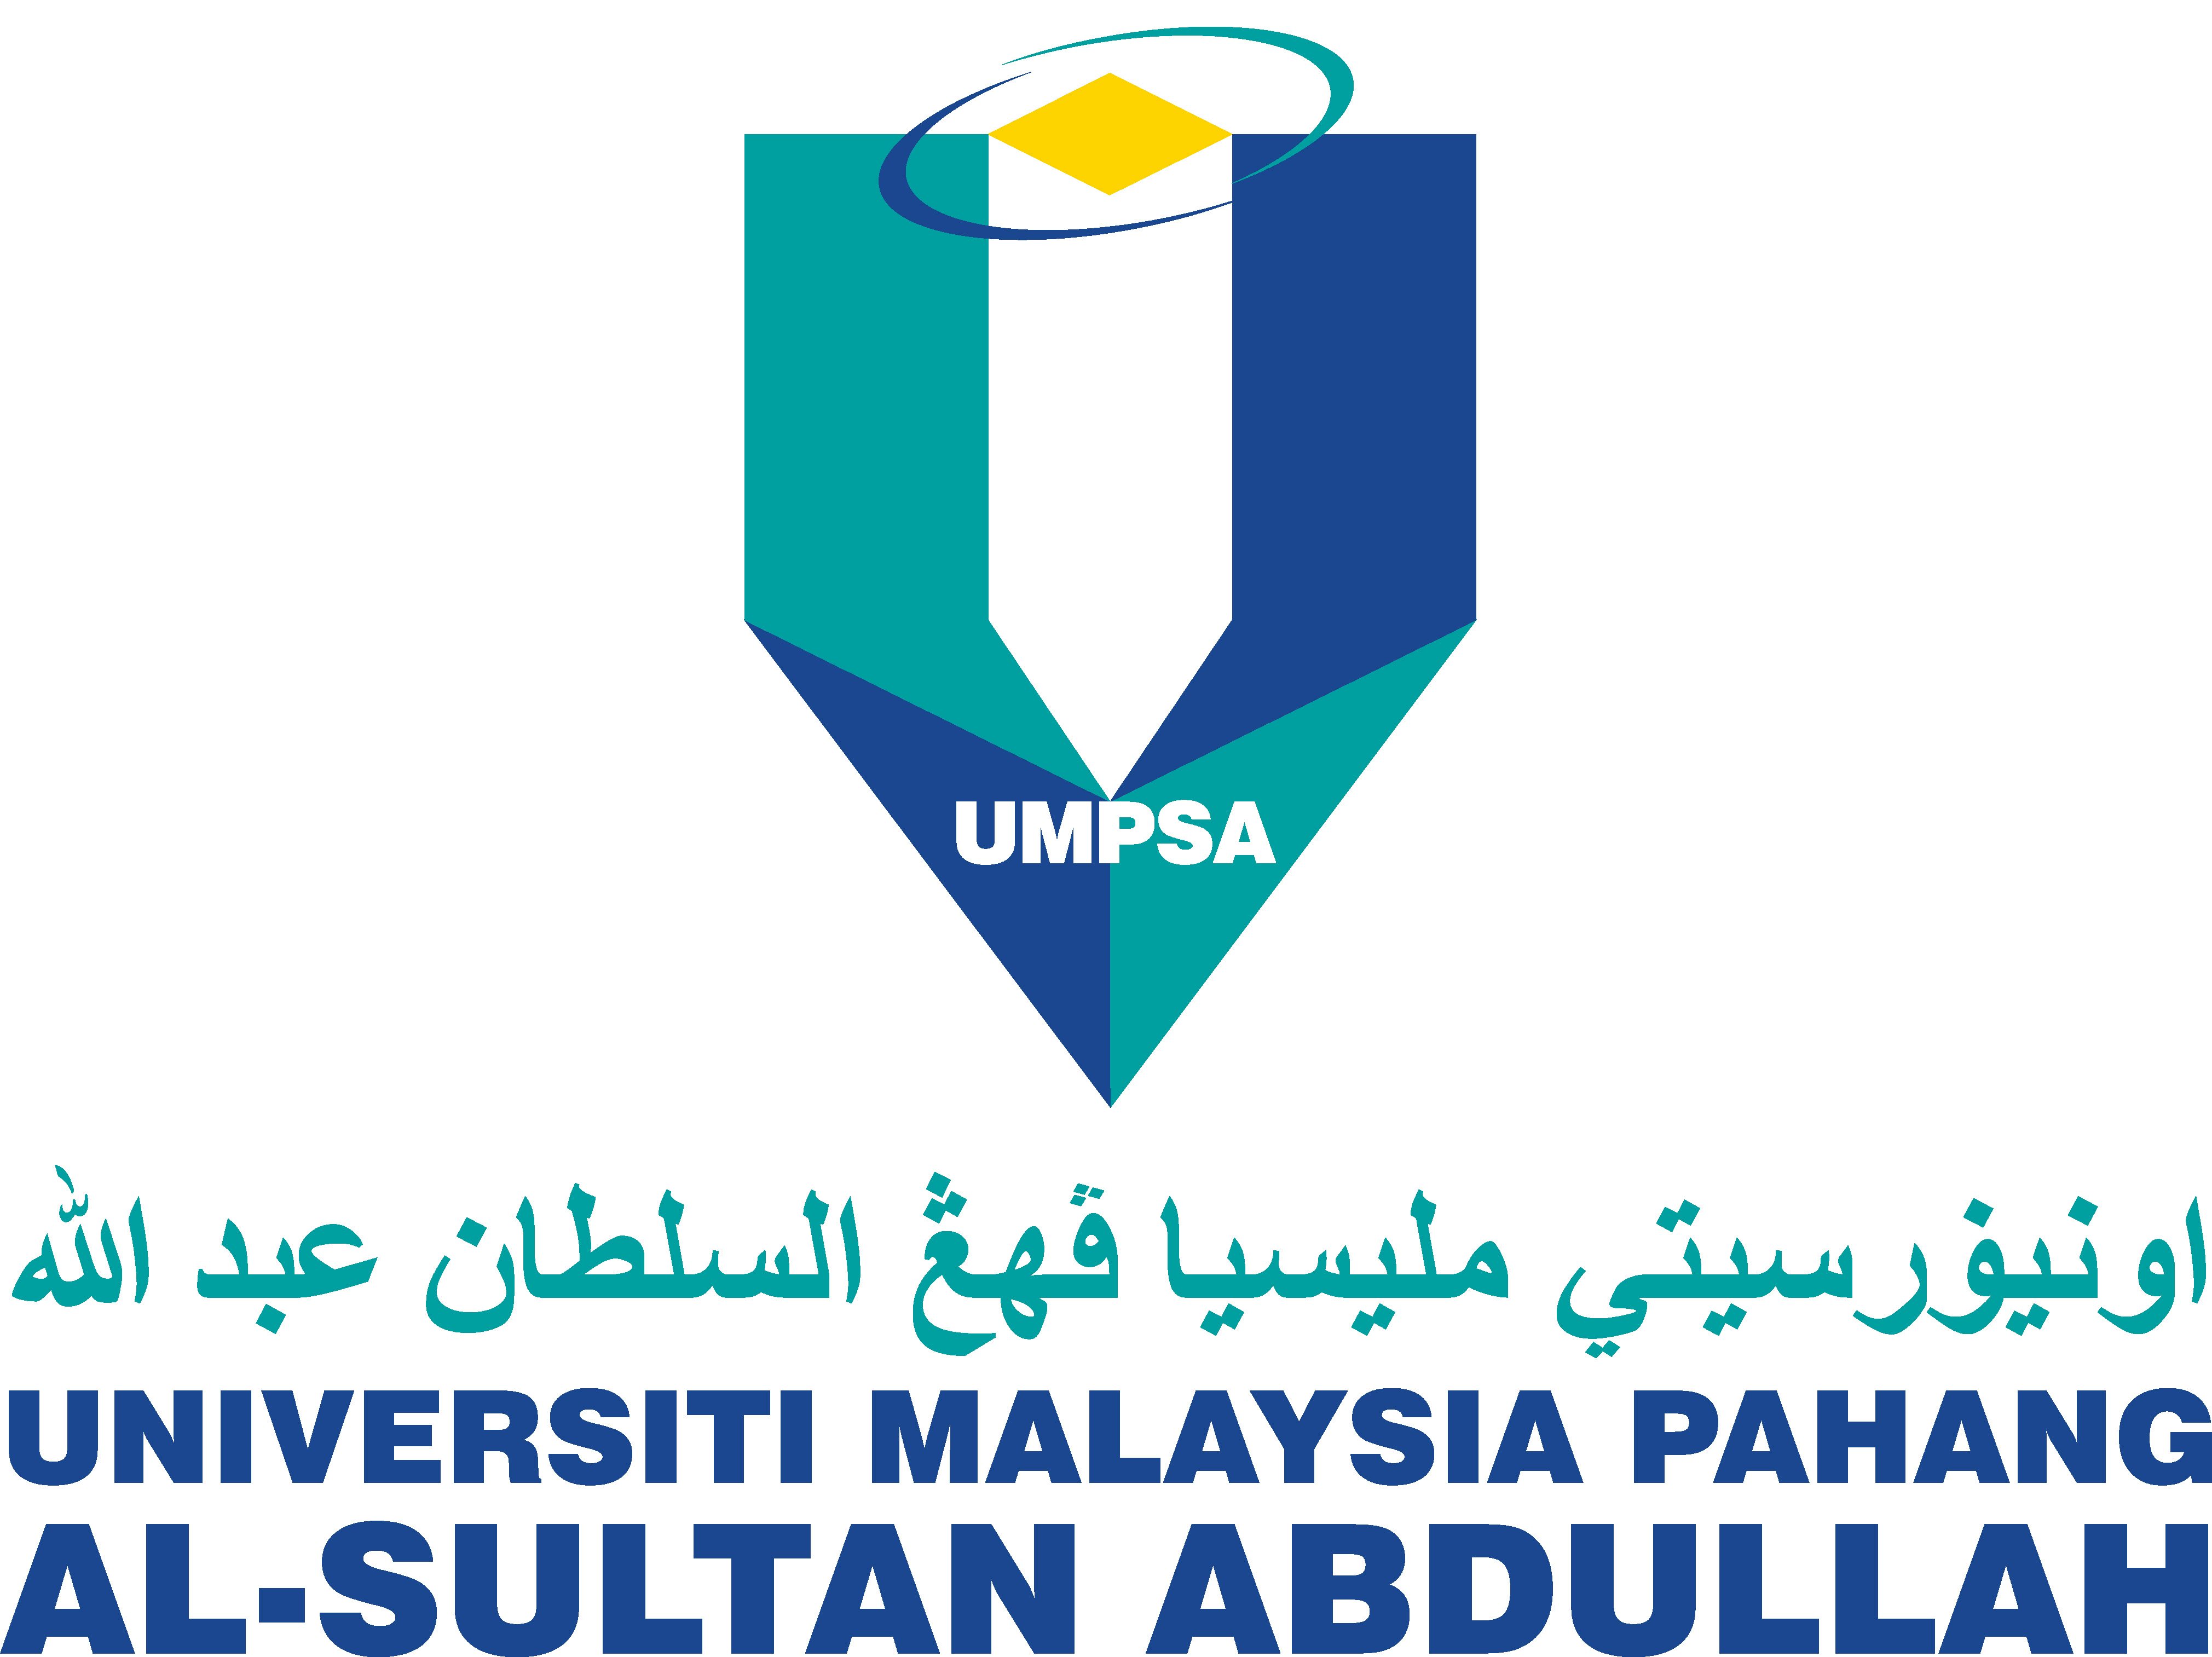 UMPSA
اونيۏرسيتي مليسيا ڤهڠ السلطان عبد الله
UNIVERSITI MALAYSIA PAHANG
AL-SULTAN ABDULLAH